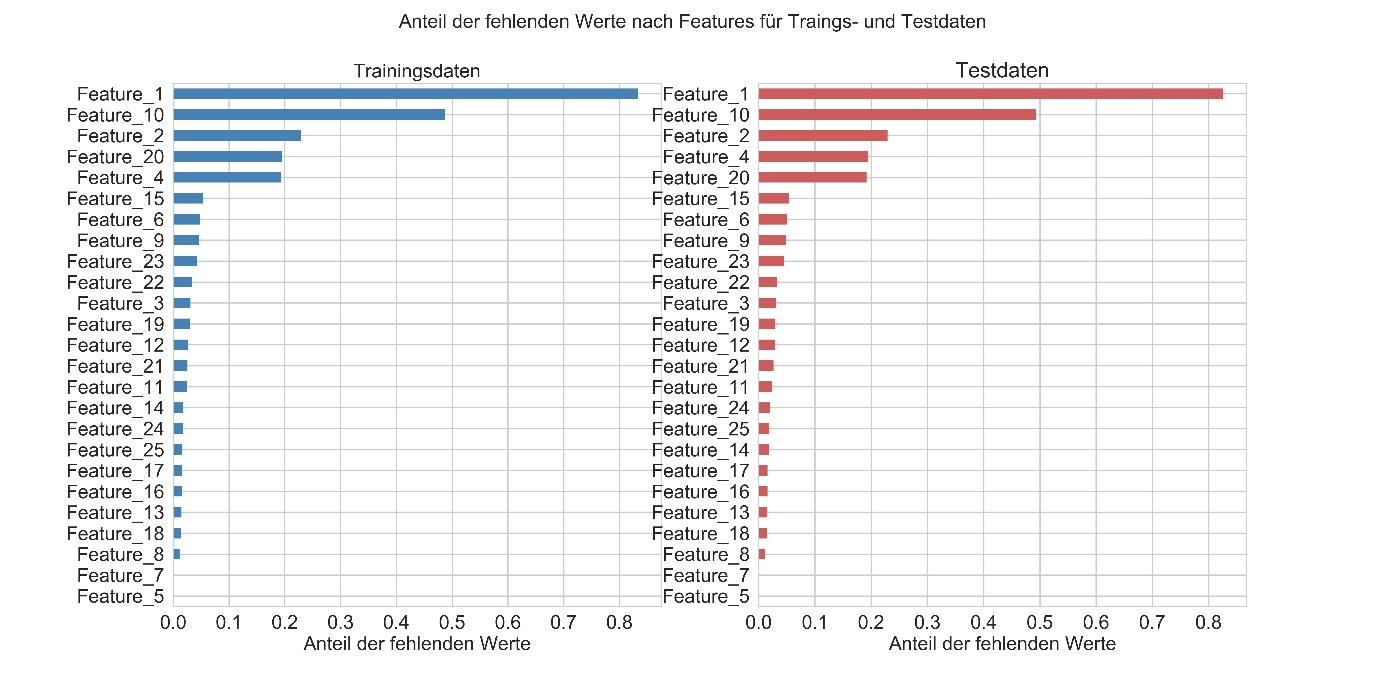 Anteil der fehlenden Werte nach Features für Traings- und Testdaten
Trainingsdaten
Feature_1
Feature_10
Feature_2
Feature_20
Feature_4
Feature_15
Feature_6
Feature_9
Feature_23
Feature_22
Feature_3
Feature_19
Feature_12
Feature_21
Feature_11
Feature_14
Feature_24
Feature_25
Feature_17
Feature_16
Feature_13
Feature_18
Feature_8
Feature_7
Feature_5
0.0 0.1 0.2 0.3 0.4 0.5 0.6 0.7 0.8
Anteil der fehlenden Werte
Testdaten
Feature_1
Feature_10
Feature_2
Feature_4
Feature_20
Feature_15
Feature_6
Feature_9
Feature_23
Feature_22
Feature_3
Feature_19
Feature_12
Feature_21
Feature_11
Feature_24
Feature_25
Feature_14
Feature_17
Feature_16
Feature_13
Feature_18
Feature_8
Feature_7
Feature_5
0.0 0.1 0.2 0.3 0.4 0.5 0.6 0.7 0.8
Anteil der fehlenden Werte